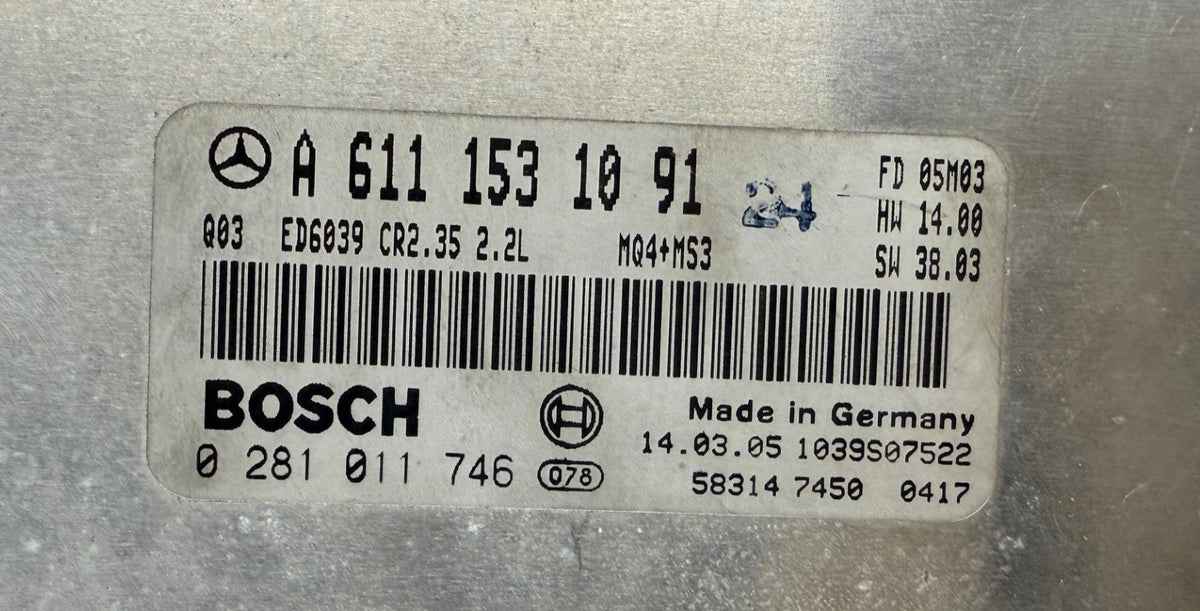 A 611 153 10 91 21 FD 05M03
HW 14.00
Q03 ED6039 CR2.35 2.2L MQ4+MS3 SW 38.03
BOSCH
Made in Germany
14.03.05 1039S07522
0 281 011 746 078
58314 7450 0417